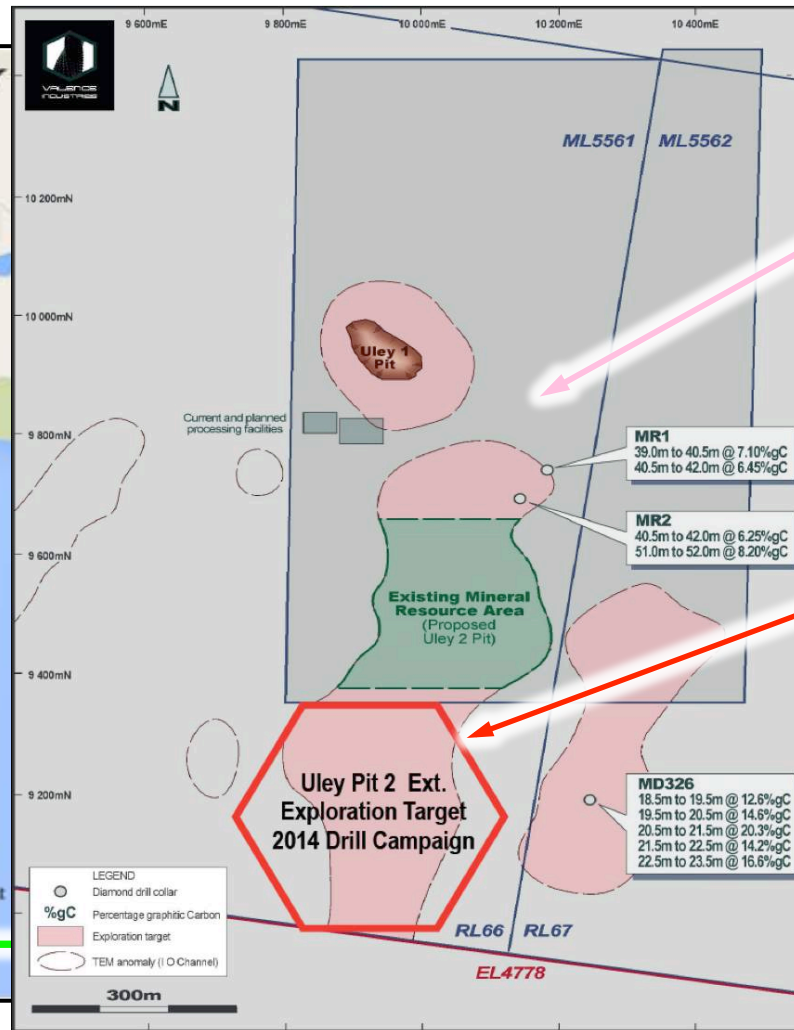 9 600mE
9 800mE
10 000mE
10 200mE
10 400mE
VALENCE
INDUSTRIES
N
ML5561
ML5562
10 200mN
10 000mN
Uley 1
Pit
Current and planned
processing facilities
9 800mN
MR1
39.0m to 40.5m @ 7.10%gC
40.5m to 42.0m @ 6.45%gC
MR2
40.5m to 42.0m @ 6.25%gC
51.0m to 52.0m @ 8.20%gC
9 600mN
Existing Mineral
Resource Area
(Proposed
Uley 2 Pit)
9 400mN
Uley Pit 2 Ext.
Exploration Target
2014 Drill Campaign
9 200mN
MD326
18.5m to 19.5m @ 12.6%gC
19.5m to 20.5m @ 14.6%gC
20.5m to 21.5m @ 20.3%gC
21.5m to 22.5m @ 14.2%gC
22.5m to 23.5m @ 16.6%gC
LEGEND
Diamond drill collar
%gC Percentage graphitic Carbon
Exploration target
TEM anomaly (I O Channel)
RL66
RL67
EL4778
300m